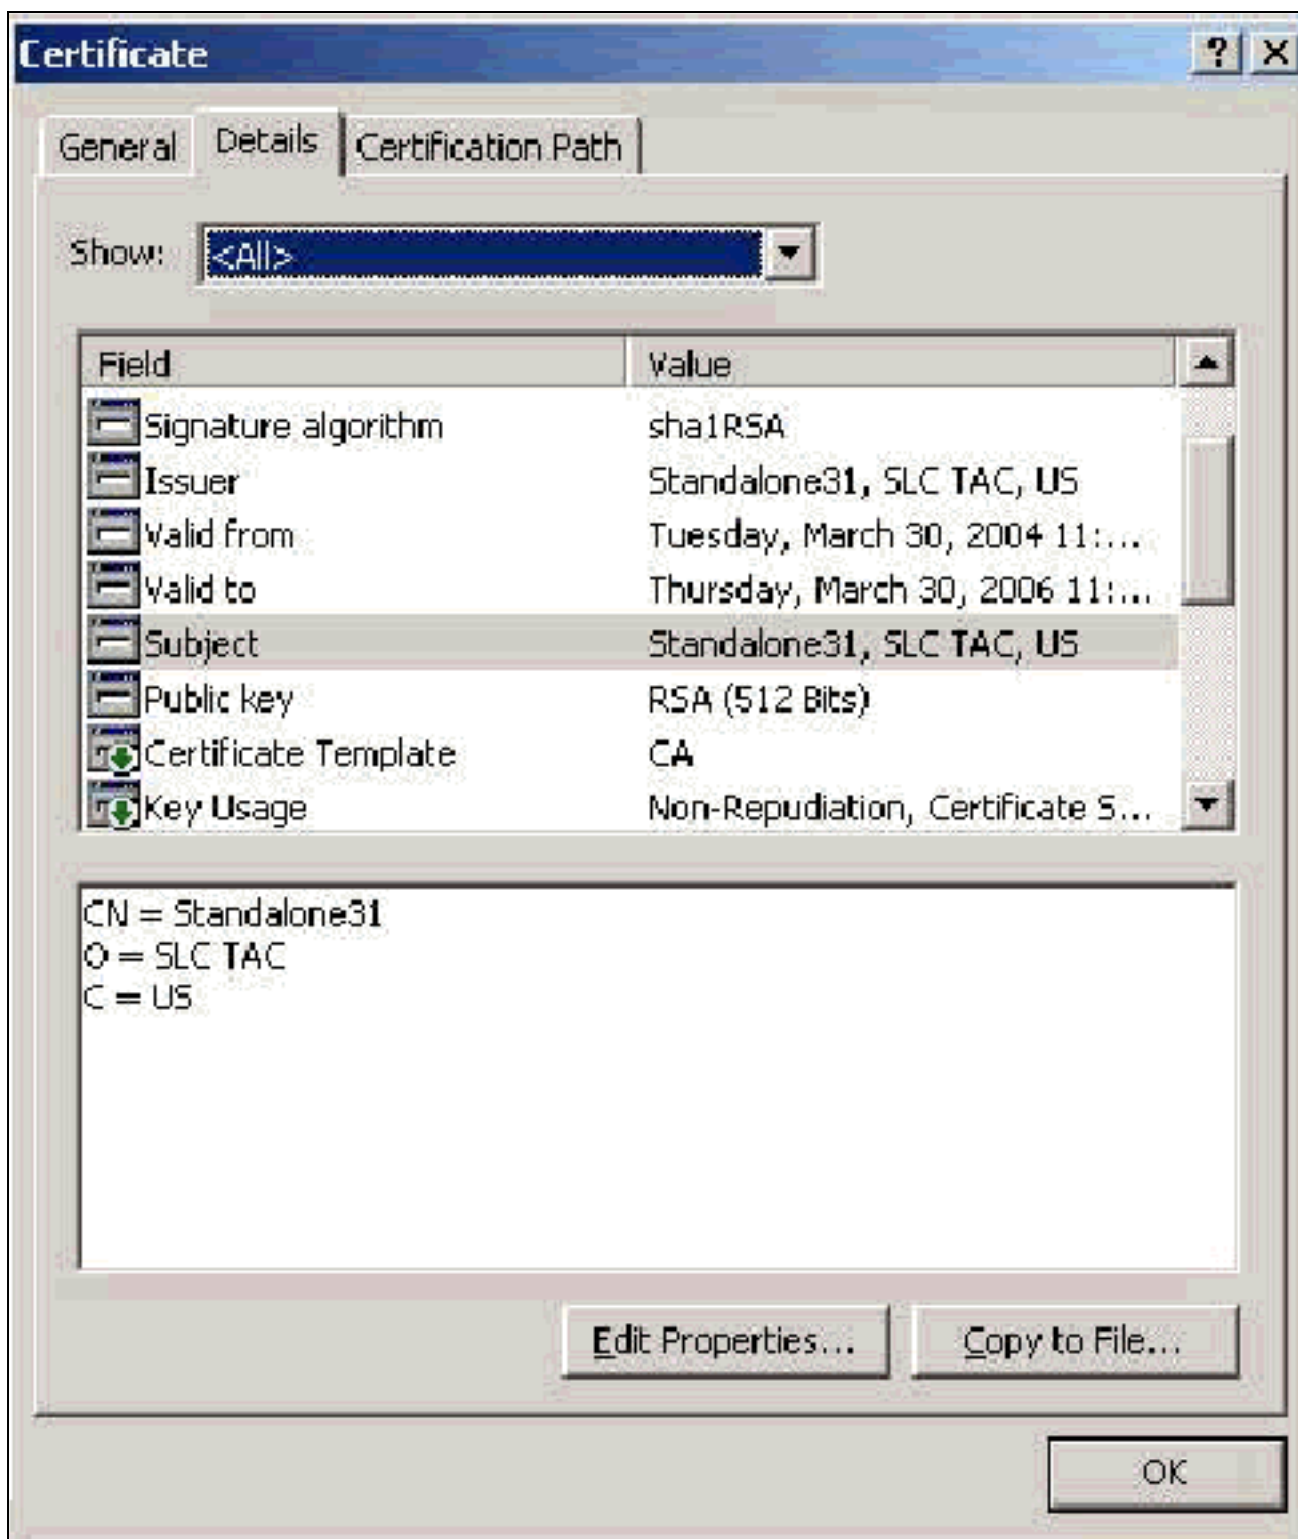 Certificate
General Details Certification Path
Show: <All>
Field Value
Signature algorithm sha1RSA
Issuer Standalone31, SLC TAC, US
Valid from Tuesday, March 30, 2004 11:...
Valid to Thursday, March 30, 2006 11:...
Subject Standalone31, SLC TAC, US
Public key RSA (512 Bits)
Certificate Template CA
Key Usage Non-Repudiation, Certificate S...
CN = Standalone31
O = SLC TAC
C = US
Edit Properties... Copy to File...
OK